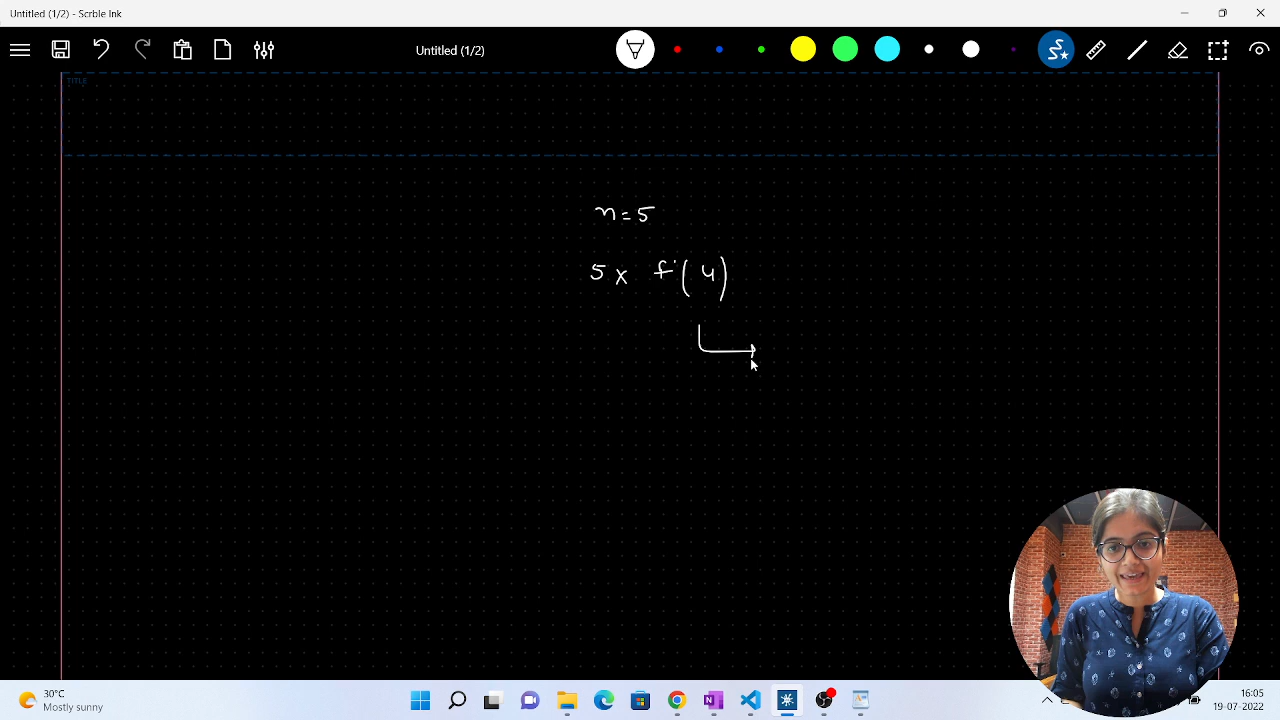 Untitled (1/2) - Scrble Ink
Untitled (1/2)
TITLE
n=5
5 x f(4)
30°C
Mostly sunny
16:05
19-07-2022